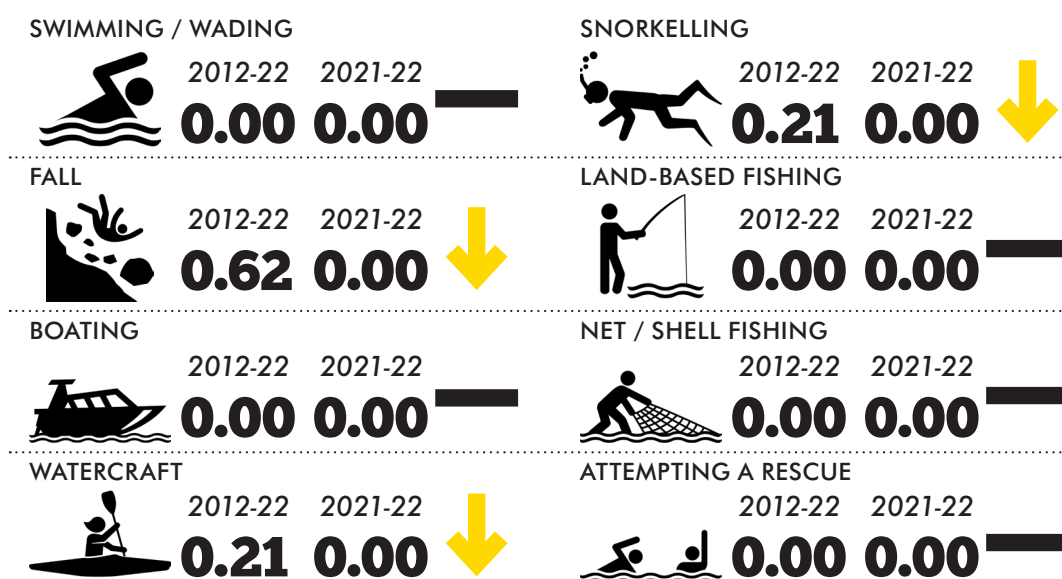 SWIMMING / WADING
2012-22 2021-22
0.00 0.00
SNORKELLING
2012-22 2021-22
0.21 0.00
FALL
2012-22 2021-22
0.62 0.00
LAND-BASED FISHING
2012-22 2021-22
0.00 0.00
BOATING
2012-22 2021-22
0.00 0.00
NET / SHELL FISHING
2012-22 2021-22
0.00 0.00
WATERCRAFT
2012-22 2021-22
0.21 0.00
ATTEMPTING A RESCUE
2012-22 2021-22
0.00 0.00